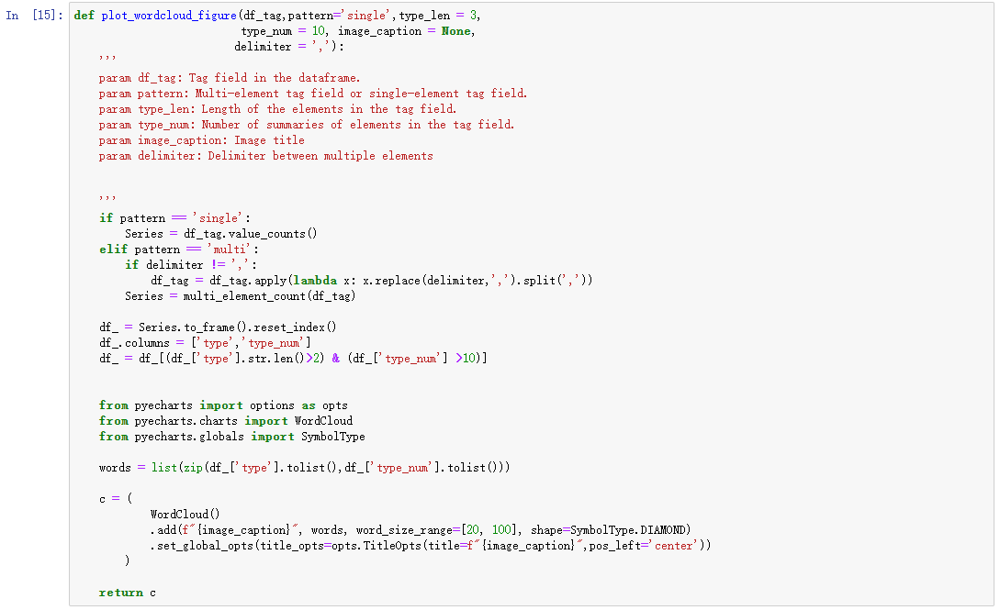 In [15]: def plot_wordcloud_figure(df_tag,pattern='single',type_len = 3,
type_num = 10, image_caption = None,
delimiter = ','):
'''
param df_tag: Tag field in the dataframe.
param pattern: Multi-element tag field or single-element tag field.
param type_len: Length of the elements in the tag field.
param type_num: Number of summaries of elements in the tag field.
param image_caption: Image title
param delimiter: Delimiter between multiple elements
'''
if pattern == 'single':
Series = df_tag.value_counts()
elif pattern == 'multi':
if delimiter != ',':
df_tag = df_tag.apply(lambda x: x.replace(delimiter,',').split(','))
Series = multi_element_count(df_tag)
df_ = Series.to_frame().reset_index()
df_.columns = ['type','type_num']
df_ = df_[(df_['type'].str.len()>2) & (df_['type_num'] >10)]
from pyecharts import options as opts
from pyecharts.charts import WordCloud
from pyecharts.globals import SymbolType
words = list(zip(df_['type'].tolist(),df_['type_num'].tolist()))
c = (
WordCloud()
.add(f"{image_caption}", words, word_size_range=[20, 100], shape=SymbolType.DIAMOND)
.set_global_opts(title_opts=opts.TitleOpts(title=f"{image_caption}",pos_left='center'))
)
return c